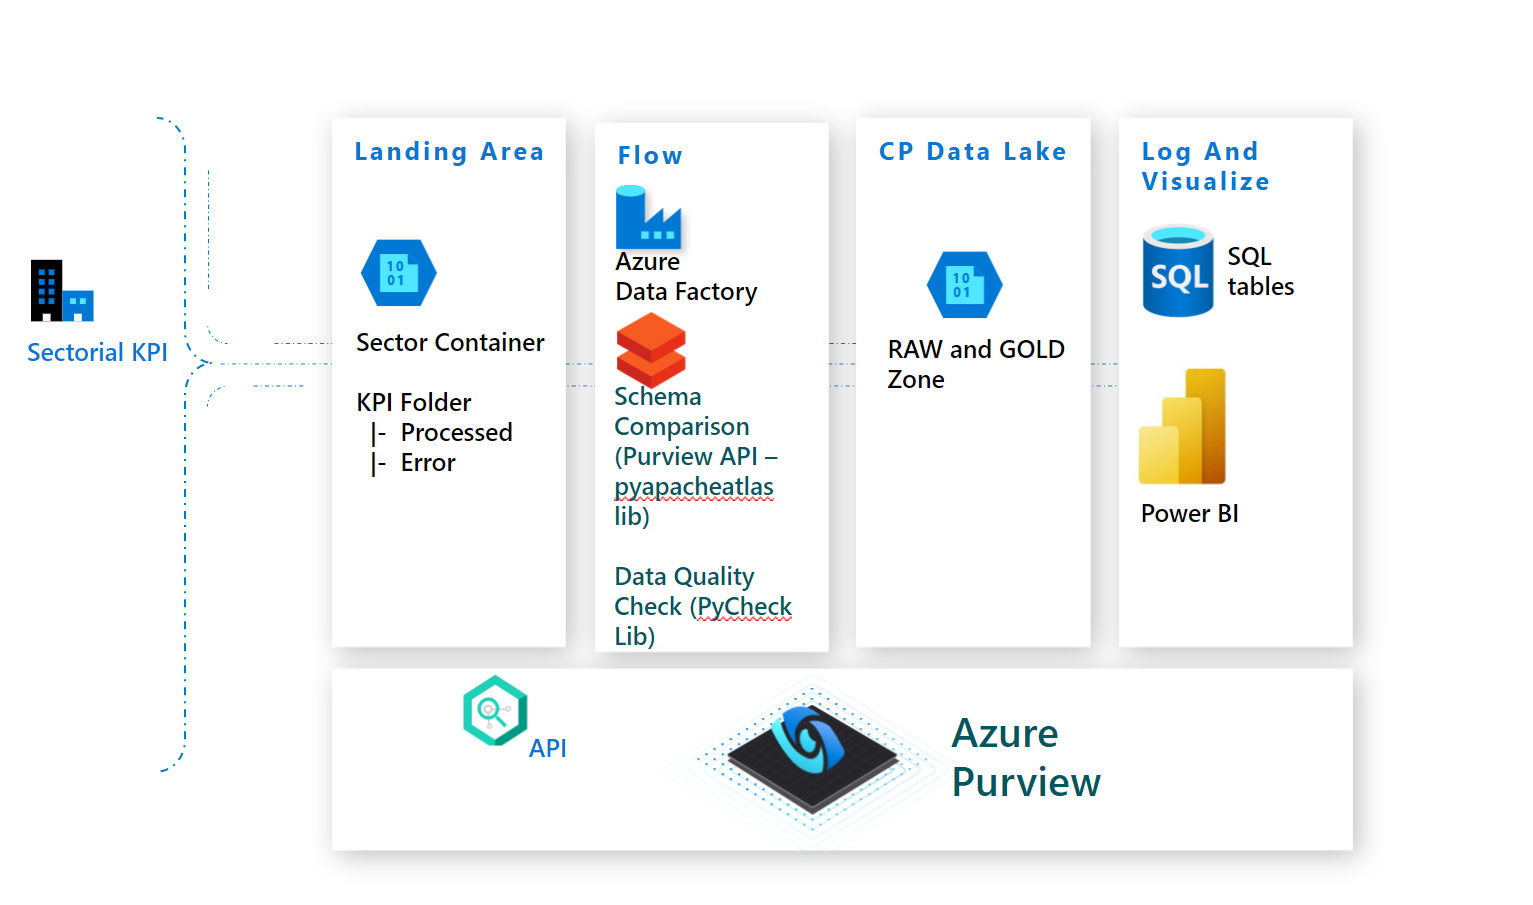 Sectorial KPI
Landing Area
10
01
Sector Container
KPI Folder
|- Processed
|- Error
Flow
Azure
Data Factory
Schema
Comparison
(Purview API –
pyapacheatlas
lib)
Data Quality
Check (PyCheck
Lib)
CP Data Lake
10
01
RAW and GOLD
Zone
Log And
Visualize
SQL
SQL
tables
Power BI
API
Azure
Purview